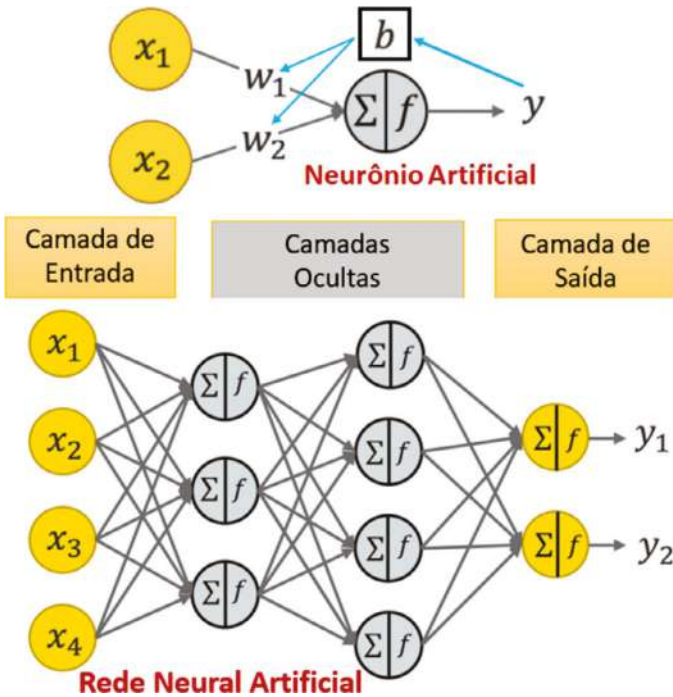 x₁
b
w₁
Σ f
y
w₂
x₂
Neurônio Artificial
Camada de
Entrada
Camadas
Ocultas
Camada de
Saída
x₁
x₂
x₃
x₄
Σ f
Σ f
Σ f
Σ f
Σ f
Σ f
Σ f
Σ f
Σ f
y₁
y₂
Rede Neural Artificial